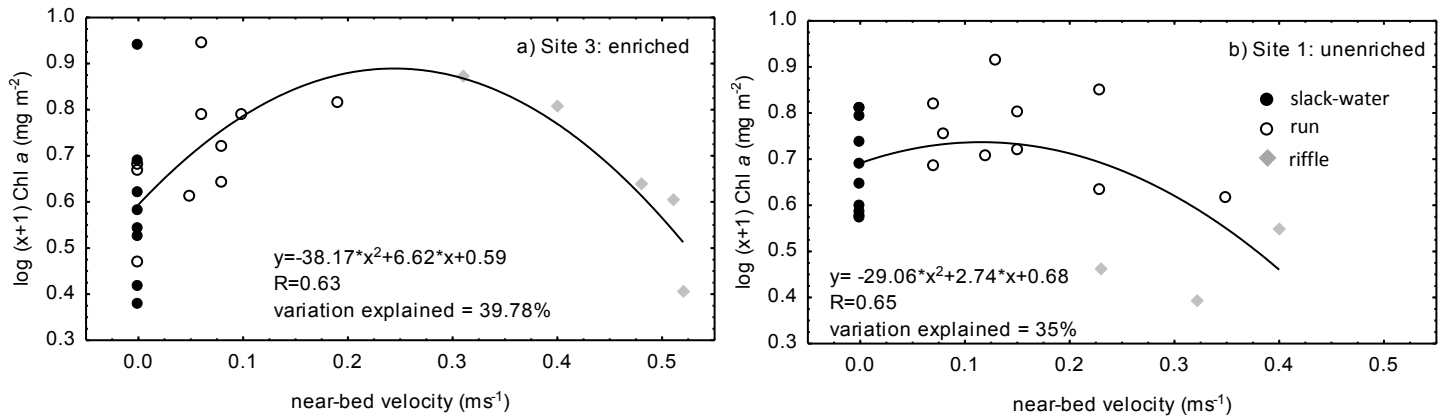 a) Site 3: enriched
log (x+1) Chl a (mg m-2)
1.0
0.9
0.8
0.7
0.6
0.5
0.4
0.3
y=-38.17*x²+6.62*x+0.59
R=0.63
variation explained = 39.78%
0.0 0.1 0.2 0.3 0.4 0.5
near-bed velocity (ms-1)
b) Site 1: unenriched
log (x+1) Chl a (mg m-2)
1.0
0.9
0.8
0.7
0.6
0.5
0.4
0.3
slack-water
run
riffle
y= -29.06*x²+2.74*x+0.68
R=0.65
variation explained = 35%
0.0 0.1 0.2 0.3 0.4 0.5
near-bed velocity (ms-1)